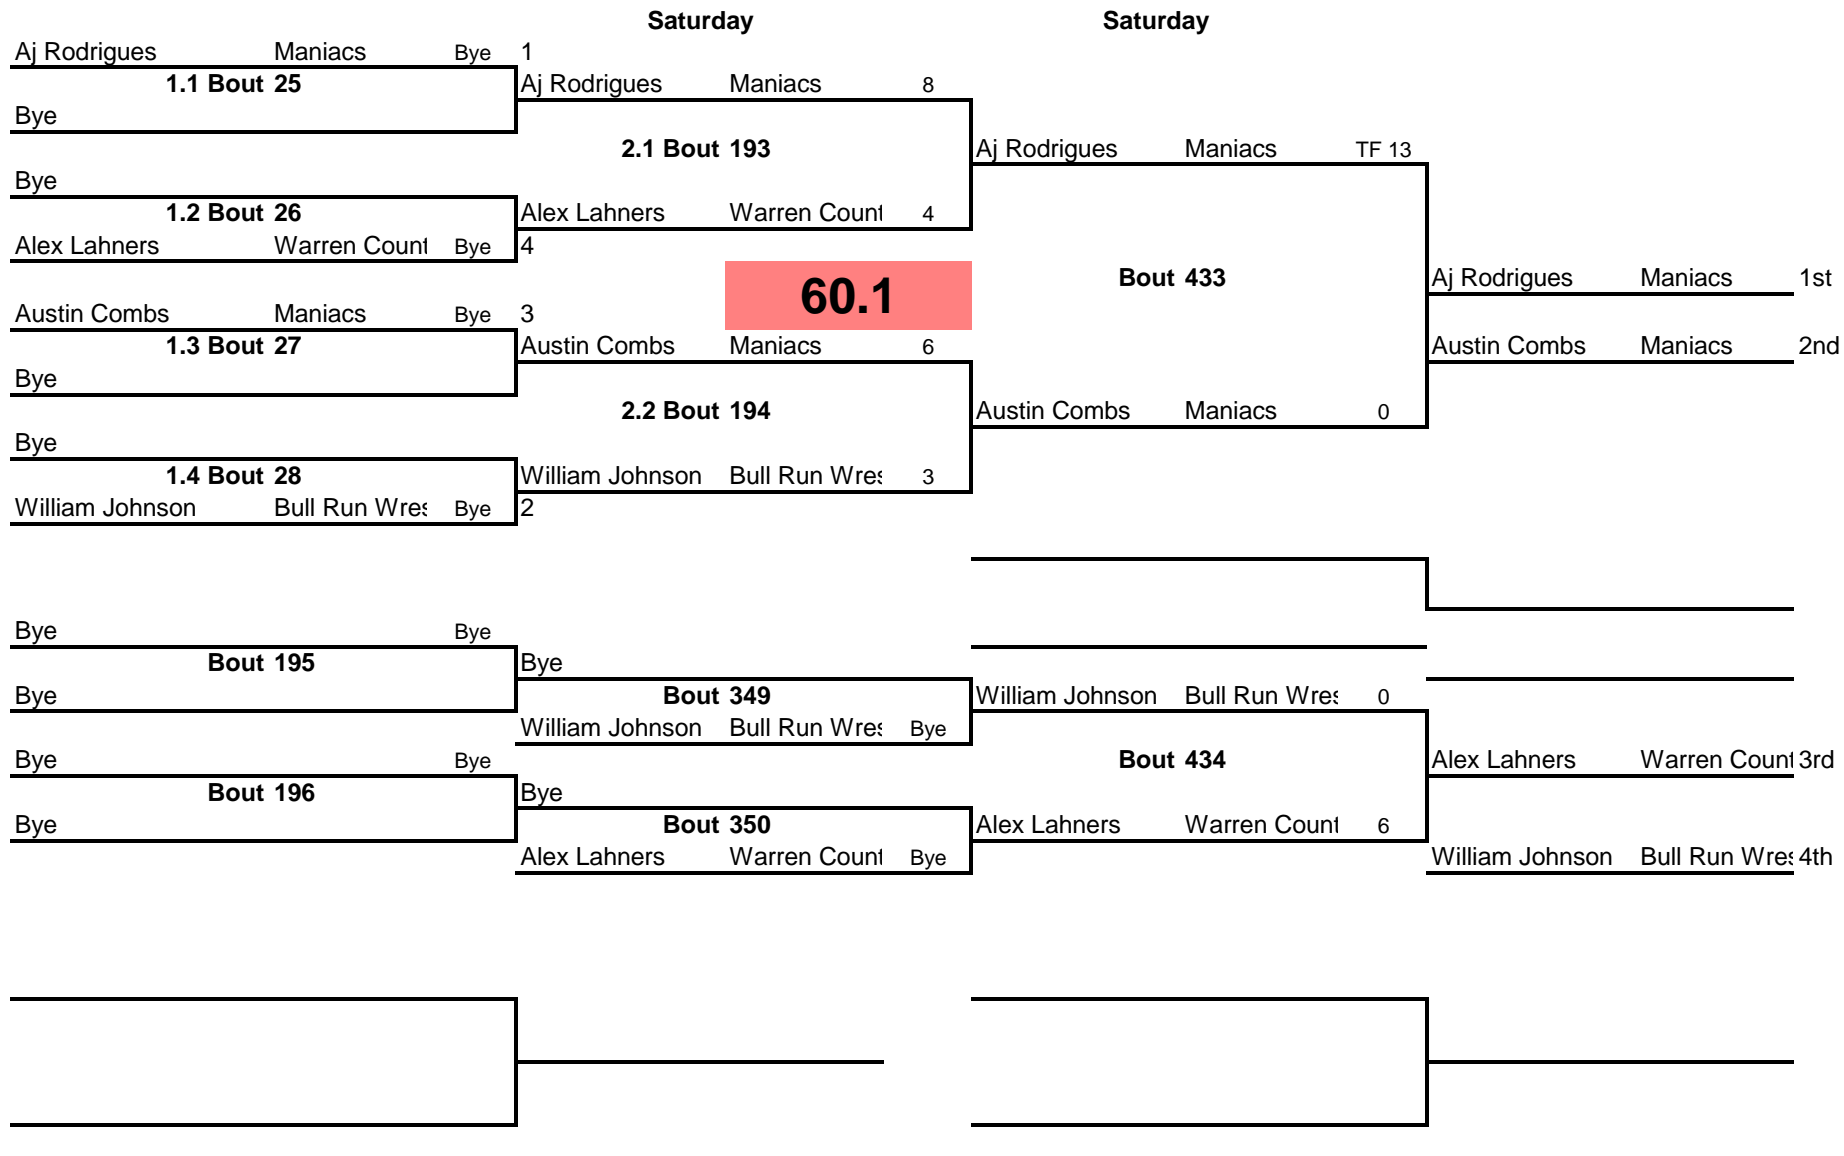 Saturday Saturday
Aj Rodrigues Maniacs Bye 1
1.1 Bout 25 Aj Rodrigues Maniacs 8
Bye
2.1 Bout 193 Aj Rodrigues Maniacs TF 13
Bye
1.2 Bout 26 Alex Lahners Warren Count 4
Alex Lahners Warren Count Bye 4
60.1 Bout 433 Aj Rodrigues Maniacs 1st
Austin Combs Maniacs Bye 3
1.3 Bout 27 Austin Combs Maniacs 6 Austin Combs Maniacs 2nd
Bye
2.2 Bout 194 Austin Combs Maniacs 0
Bye
1.4 Bout 28 William Johnson Bull Run Wres 3
William Johnson Bull Run Wres Bye 2
Bye Bye
Bout 195 Bye
Bye Bout 349 William Johnson Bull Run Wres 0
William Johnson Bull Run Wres Bye
Bye Bye Bout 434 Alex Lahners Warren Count 3rd
Bout 196 Bye
Bye Bout 350 Alex Lahners Warren Count 6
Alex Lahners Warren Count Bye William Johnson Bull Run Wres 4th